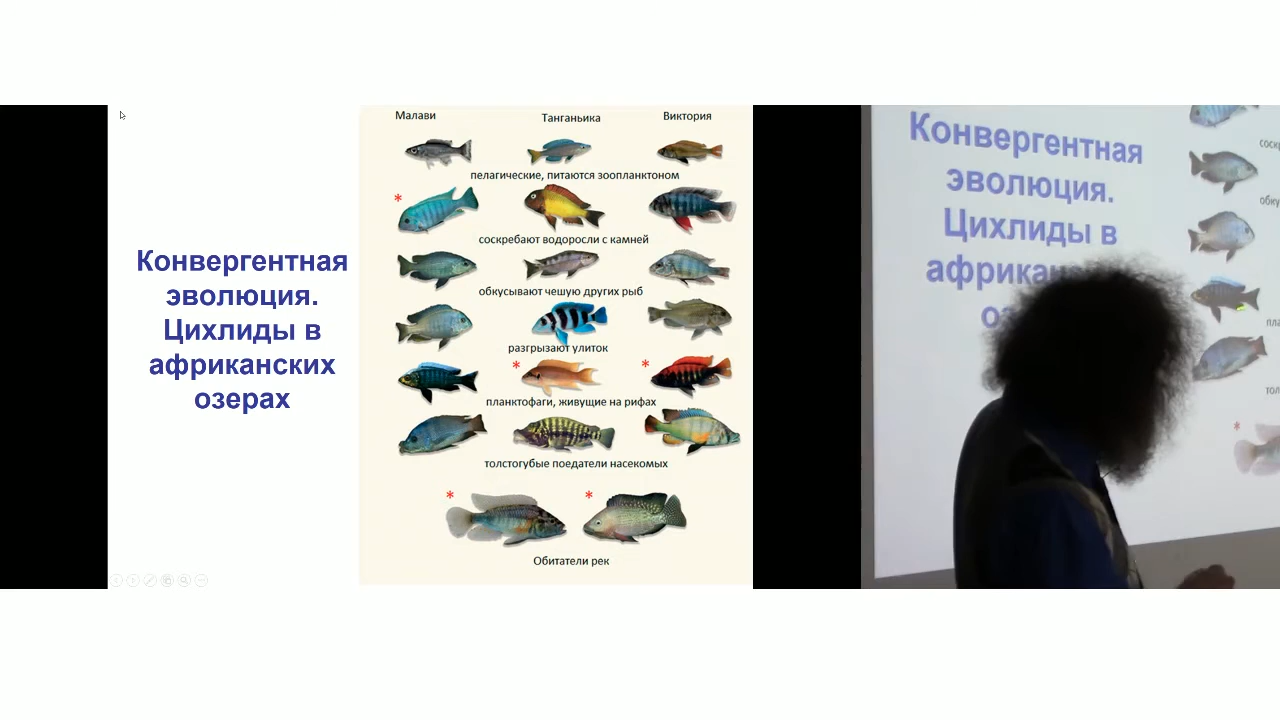 Конвергентная
эволюция.
Цихлиды в
африканских
озерах
Малави
Танганьика
Виктория
пелагические, питаются зоопланктоном
*
соскребают водоросли с камней
обкусывают чешую других рыб
разгрызают улиток
*
*
планктофаги, живущие на рифах
толстогубые поедатели насекомых
*
*
Обитатели рек
Конвергентная
эволюция.
Цихлиды в
*